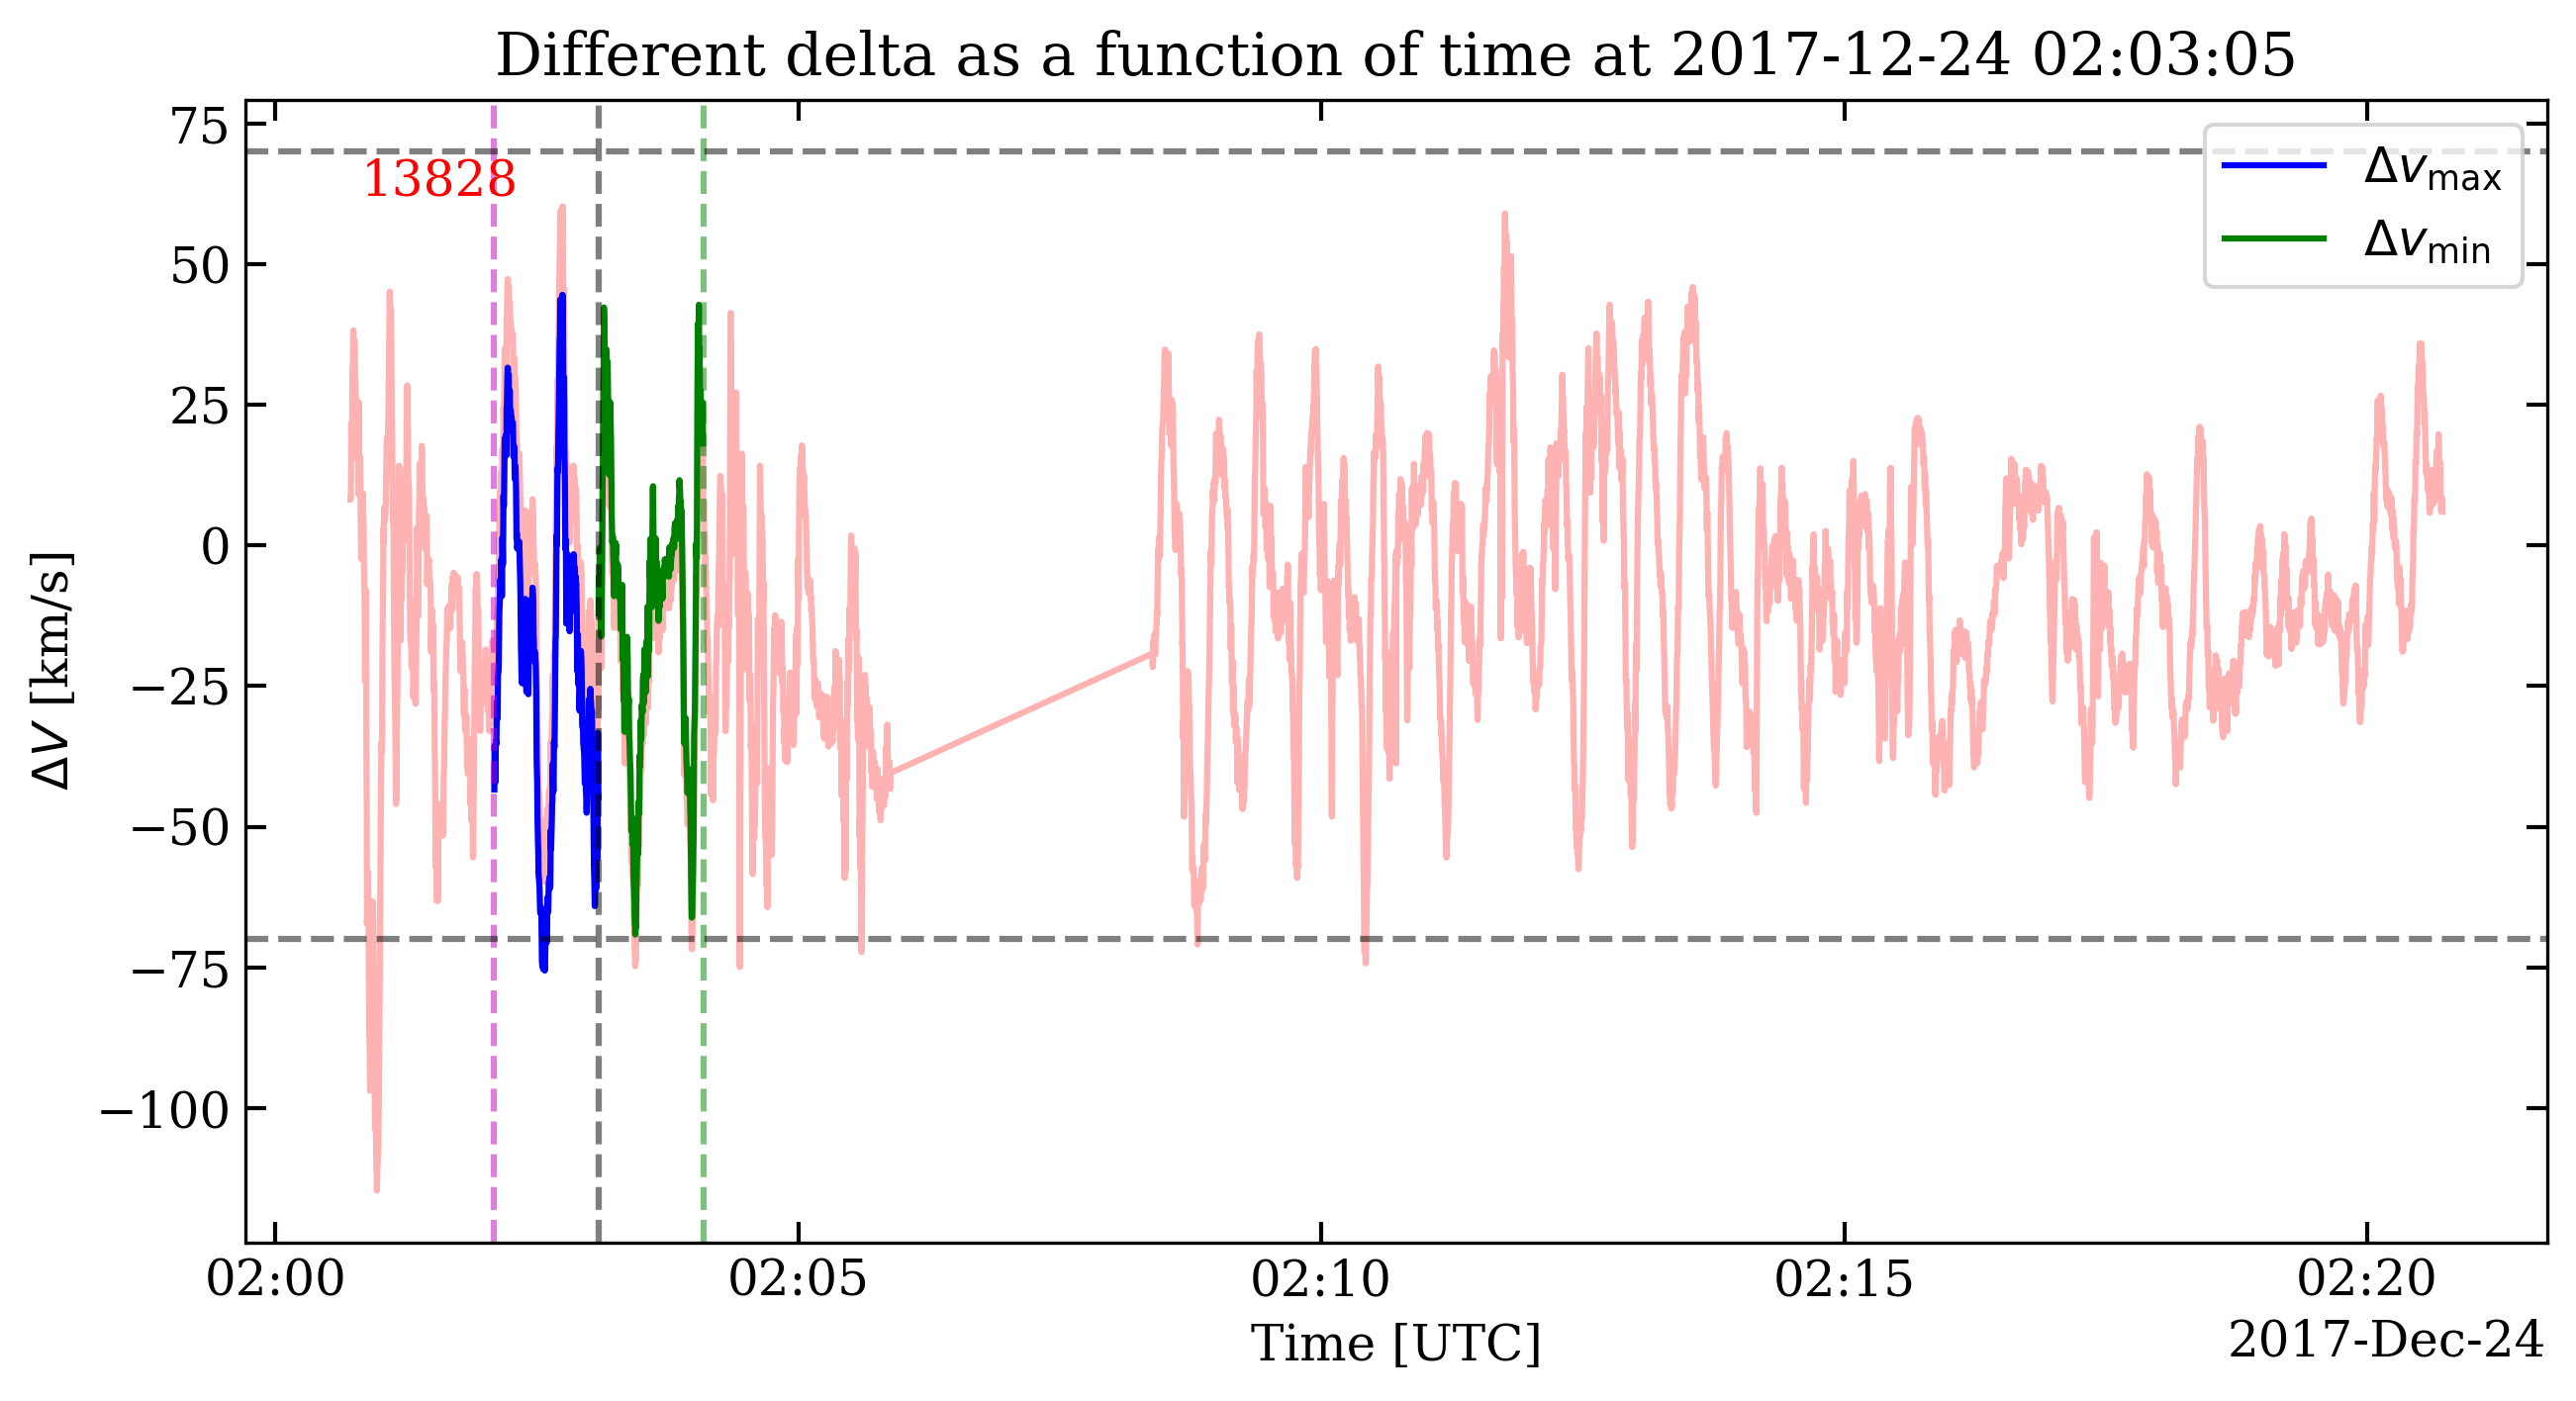 Different delta as a function of time at 2017-12-24 02:03:05
75
50
25
0
−25
−50
−75
−100
ΔV [km/s]
13828
Δv_max
Δv_min
02:00 02:05 02:10 02:15 02:20
Time [UTC]
2017-Dec-24